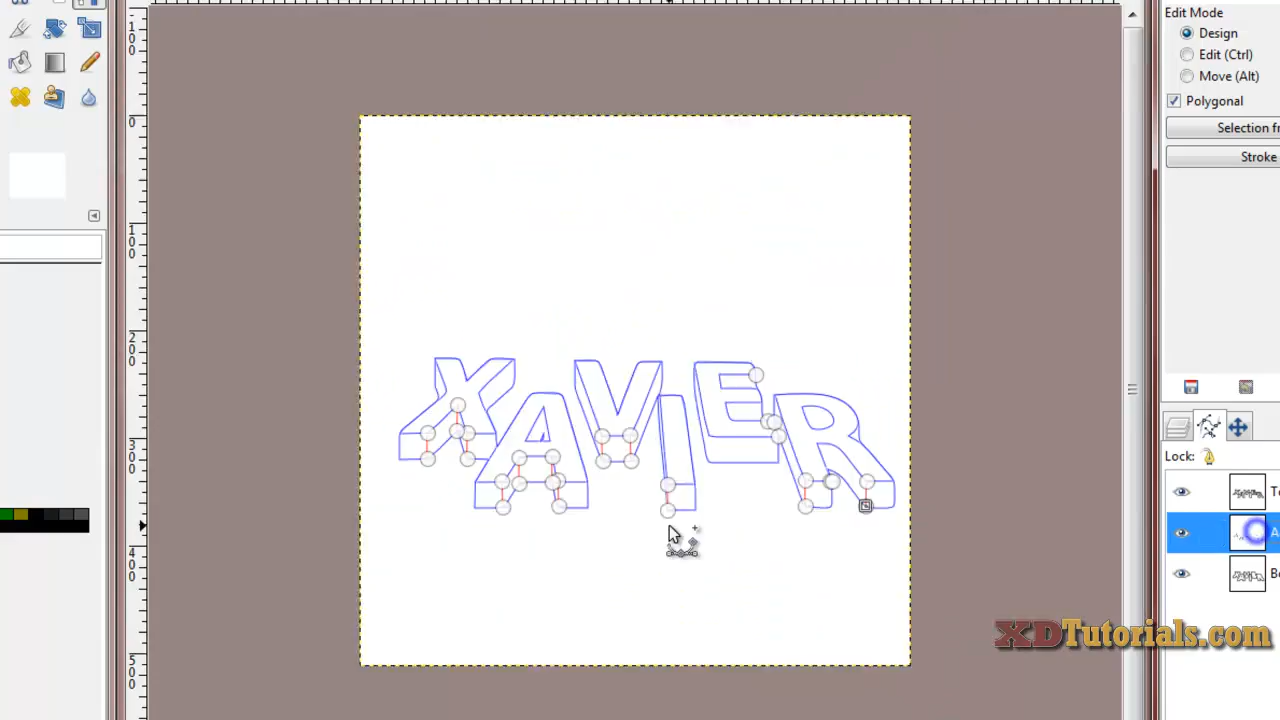 Edit Mode
Design
Edit (Ctrl)
Move (Alt)
Polygonal
Selection fr
Stroke
Lock:
XAVIER
XDTutorials.com